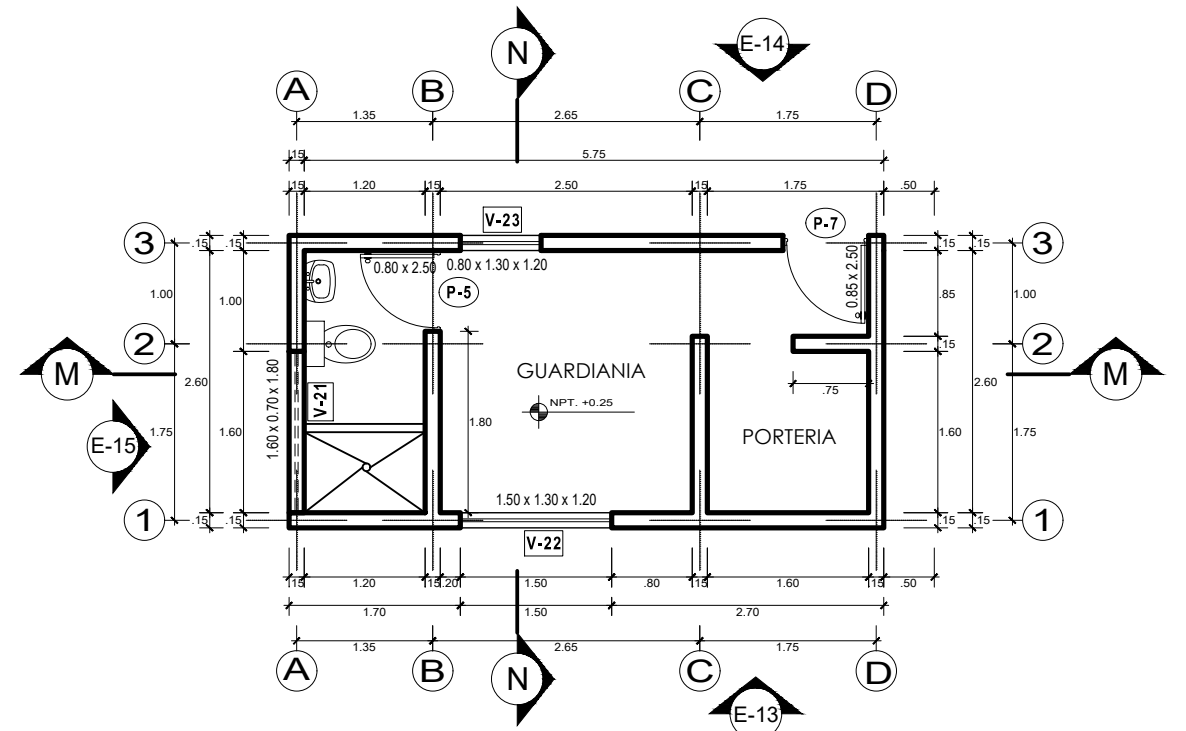 N
E-14
A
B
C
D
1.35
2.65
1.75
.15
5.75
.15
1.20
.15
2.50
.15
1.75
.50
V-23
P-7
3
.15
.15
.15
.15
3
0.80 x 2.50
0.80 x 1.30 x 1.20
0.85 x 2.50
P-5
1.00
1.00
.85
1.00
2
.15
2
M
M
2.60
1.60 x 0.70 x 1.80
V-21
GUARDIANIA
NPT. +0.25
.75
2.60
E-15
1.75
1.60
1.80
PORTERIA
1.60
1.75
1.50 x 1.30 x 1.20
1
.15
.15
.15
.15
1
V-22
.15
1.20
.15
.20
1.50
.80
.15
1.60
.15
.50
1.70
1.50
2.70
1.35
2.65
1.75
A
B
N
C
D
E-13